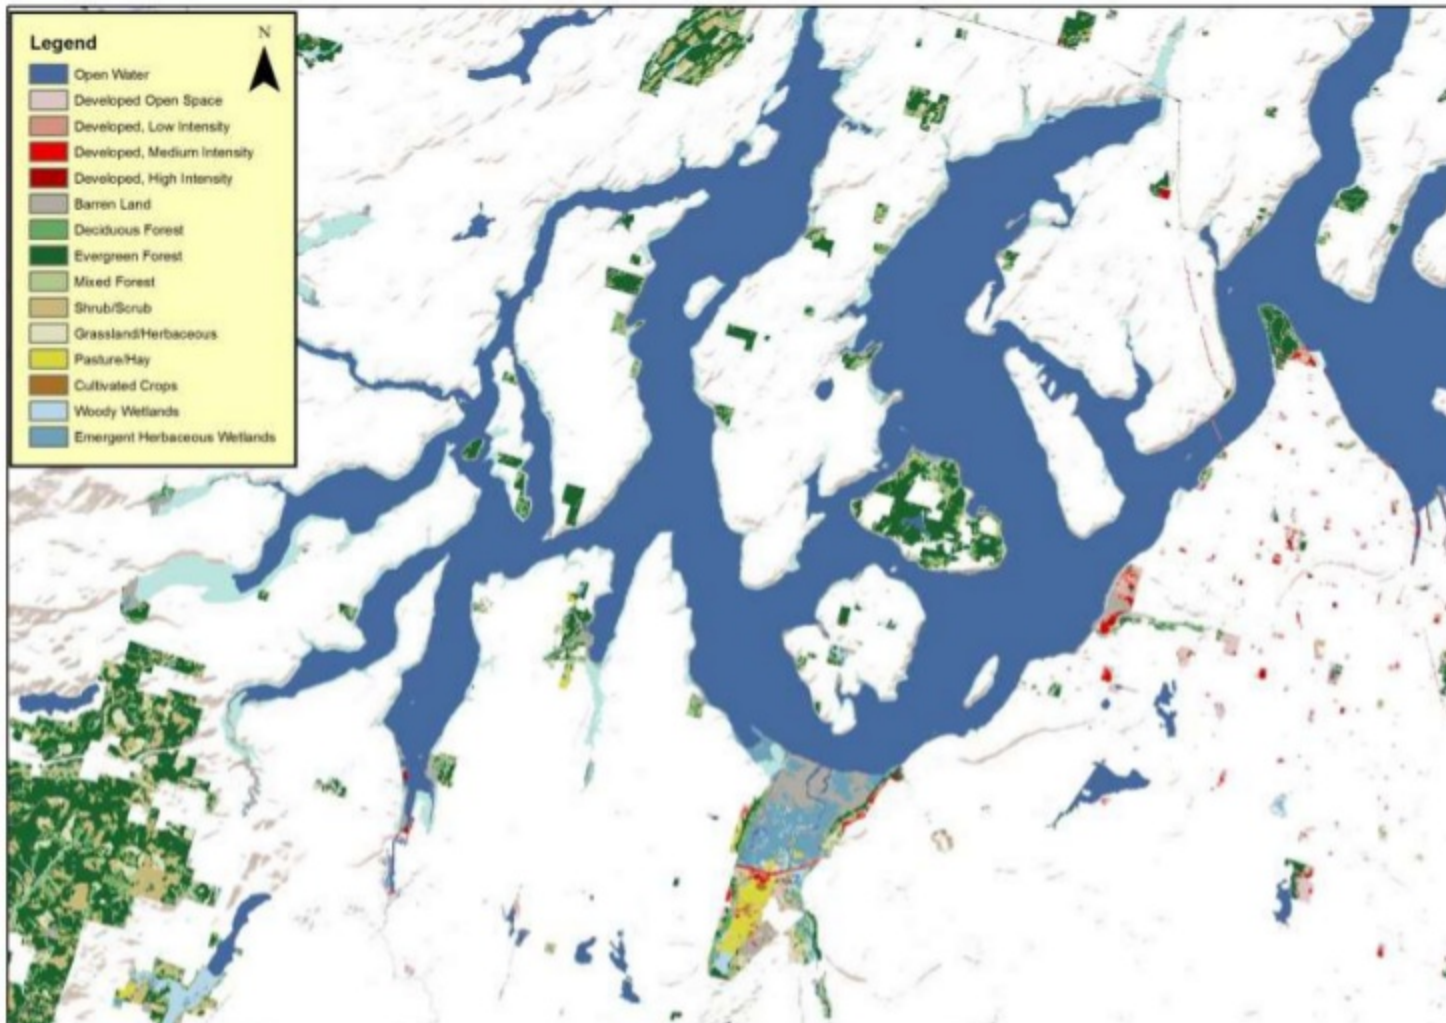 Legend
N
Open Water
Developed Open Space
Developed, Low Intensity
Developed, Medium Intensity
Developed, High Intensity
Barren Land
Deciduous Forest
Evergreen Forest
Mixed Forest
Shrub/Scrub
Grassland/Herbaceous
Pasture/Hay
Cultivated Crops
Woody Wetlands
Emergent Herbaceous Wetlands